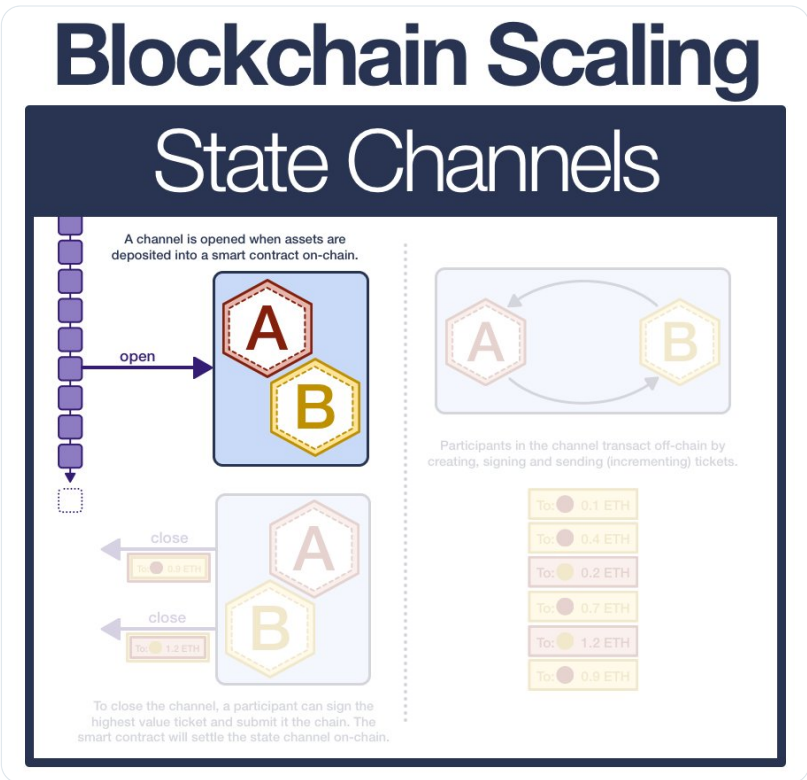 Blockchain Scaling
State Channels
A channel is opened when assets are
deposited into a smart contract on-chain.
open
A
B
A
B
Participants in the channel transact off-chain by
creating, signing and sending (incrementing) tickets.
close
To: 0.9 ETH
close
To: 1.2 ETH
A
B
To close the channel, a participant can sign the
highest value ticket and submit it the chain. The
smart contract will settle the state channel on-chain.
To: 0.1 ETH
To: 0.4 ETH
To: 0.2 ETH
To: 0.7 ETH
To: 1.2 ETH
To: 0.9 ETH